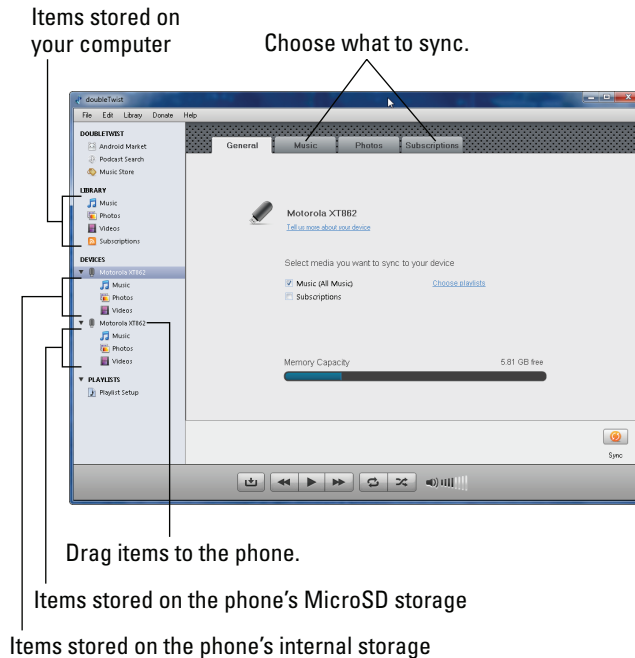 Items stored on
your computer
Choose what to sync.
doubleTwist
File Edit Library Donate Help
DOUBLETWIST
Android Market
Podcast Search
Music Store
LIBRARY
Music
Photos
Videos
Subscriptions
DEVICES
Motorola XT862
Music
Photos
Videos
Motorola XT862
Music
Photos
Videos
PLAYLISTS
Playlist Setup
General Music Photos Subscriptions
Motorola XT862
Tell us more about your device
Select media you want to sync to your device
Music (All Music) Choose playlists
Subscriptions
Memory Capacity 5.81 GB free
Sync
Drag items to the phone.
Items stored on the phone's MicroSD storage
Items stored on the phone's internal storage